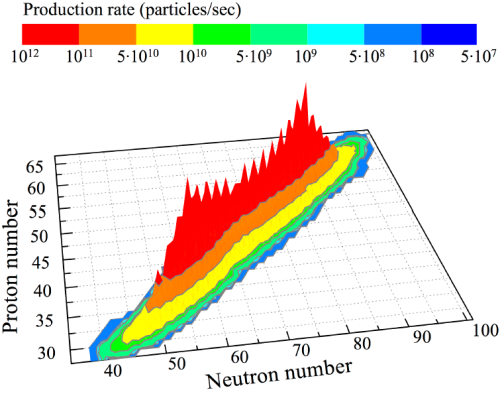 Production rate (particles/sec)
10¹² 10¹¹ 5·10¹⁰ 10¹⁰ 5·10⁹ 10⁹ 5·10⁸ 10⁸ 5·10⁷
65
60
55
50
45
40
35
30
Proton number
40 50 60 70 80 90 100
Neutron number